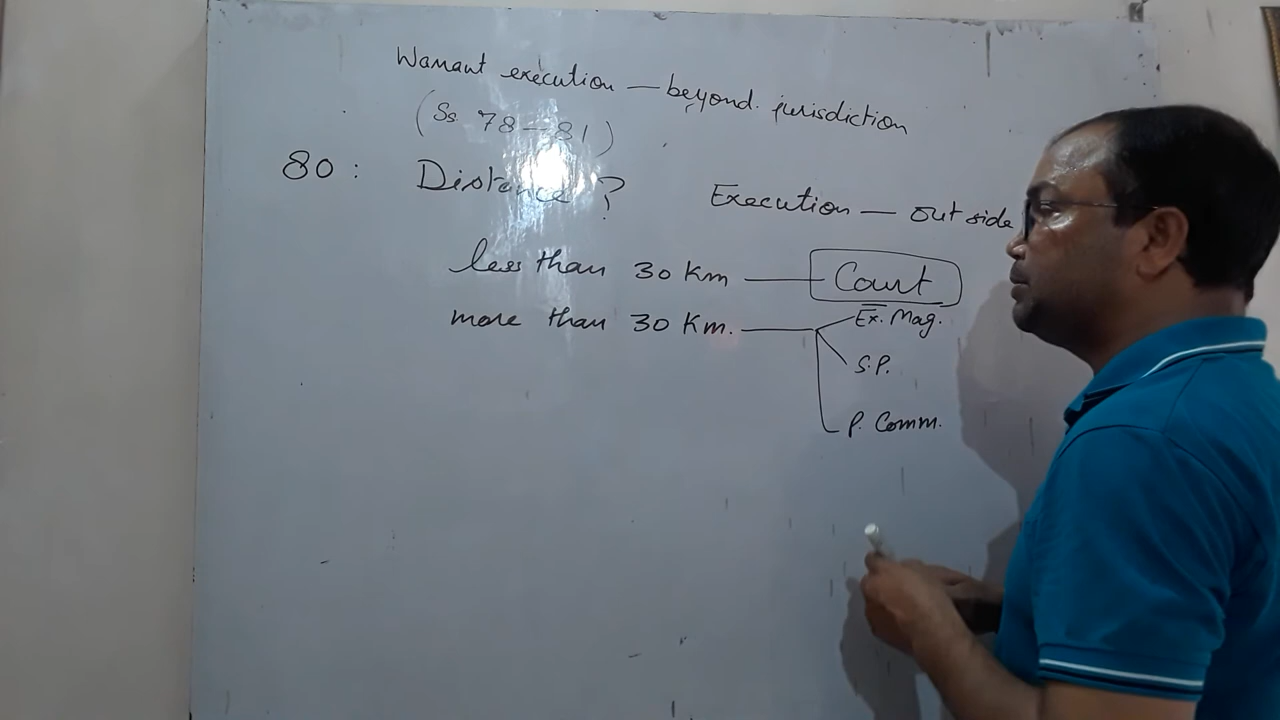 Warrant execution — beyond jurisdiction
(Ss 78 — 81)
80 : Distance ?
Execution — outside
less than 30 Km — Court
more than 30 Km. — Ex. Mag.
S.P.
P. Comm.